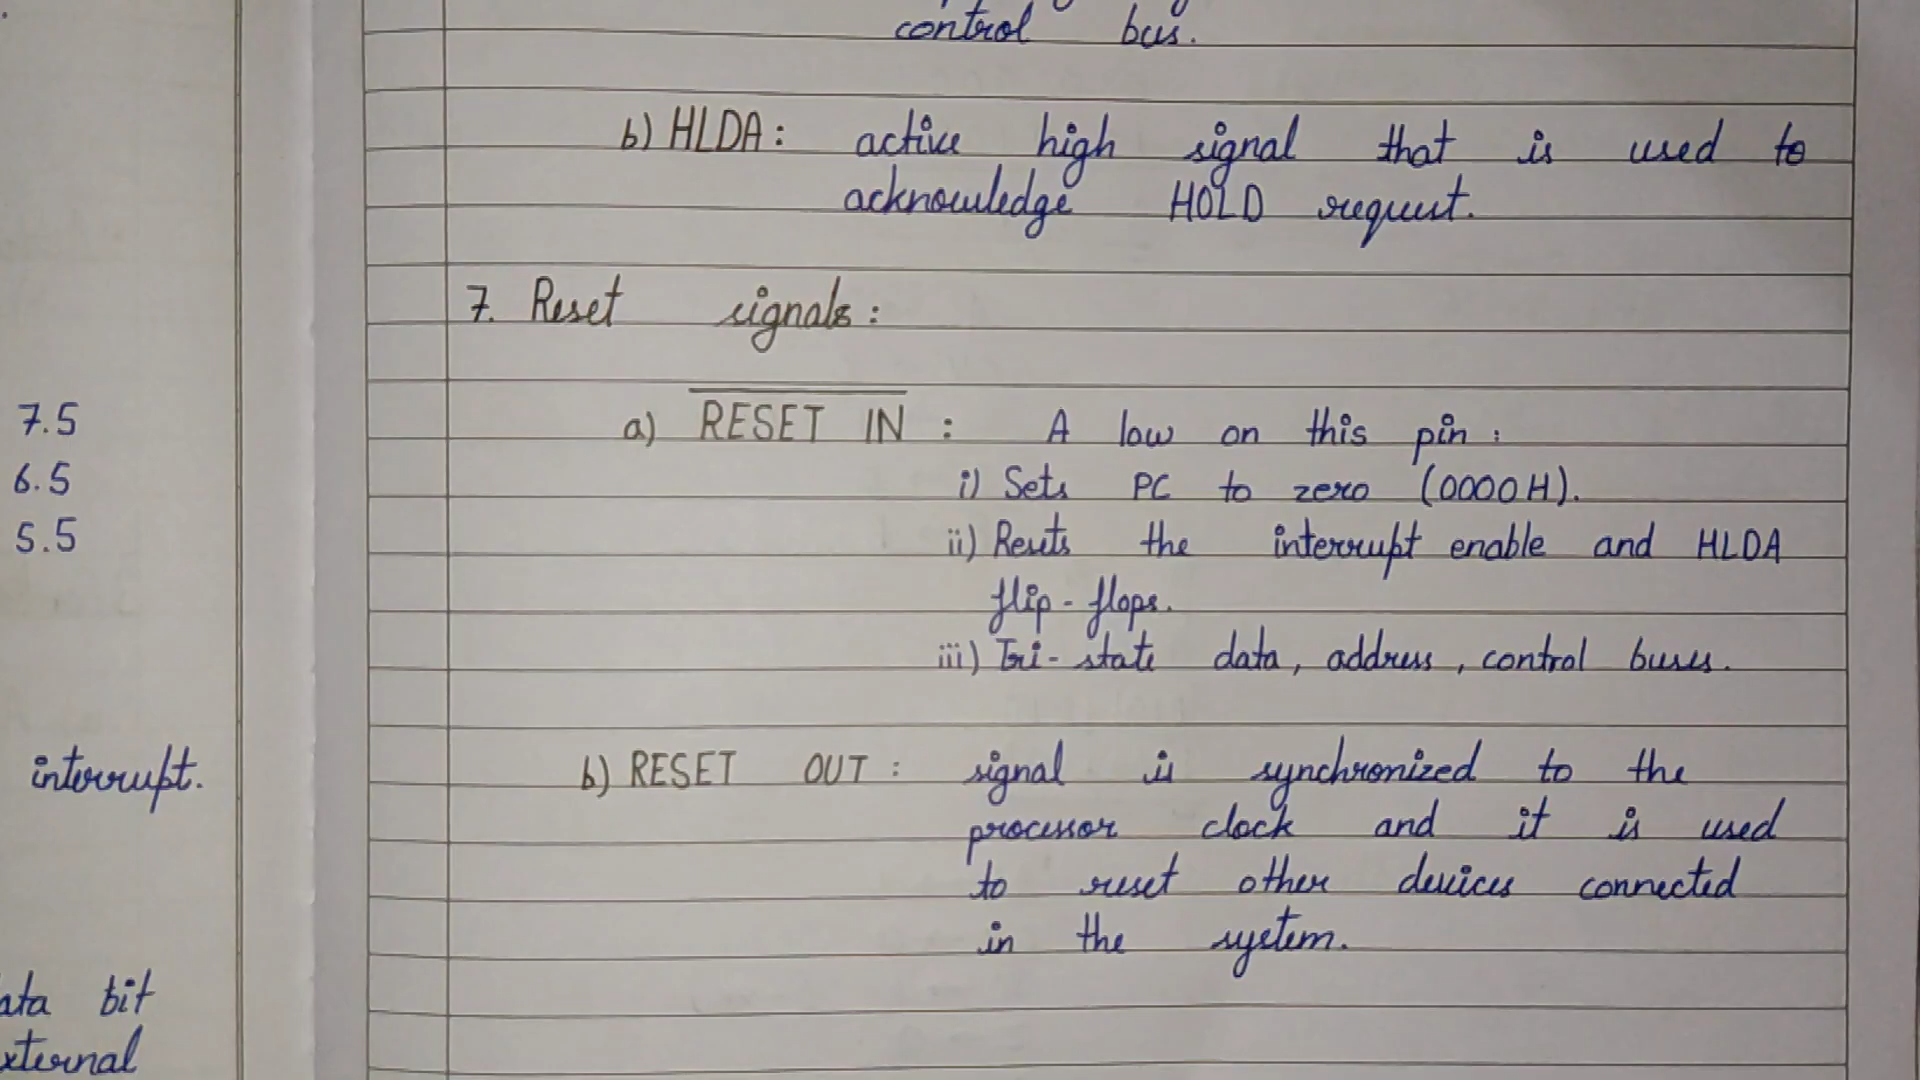 control bus.
b) HLDA: active high signal that is used to
acknowledge HOLD request.
7. Reset signals:
a) R̅E̅S̅E̅T̅ ̅I̅N̅ : A low on this pin :
i) Sets PC to zero (0000H).
ii) Resets the interrupt enable and HLDA
flip-flops.
iii) Tri-state data, address, control buses.
b) RESET OUT: signal is synchronized to the
processor clock and it is used
to reset other devices connected
in the system.
7.5
6.5
5.5
interrupt.
ata bit
xternal